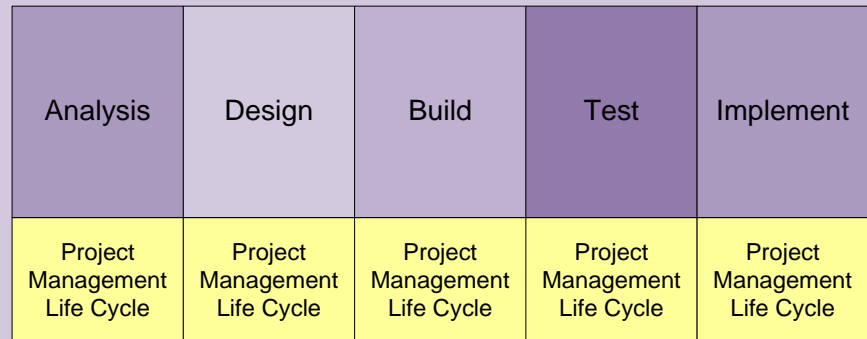 Analysis
Design
Build
Test
Implement
Project
Management
Life Cycle
Project
Management
Life Cycle
Project
Management
Life Cycle
Project
Management
Life Cycle
Project
Management
Life Cycle